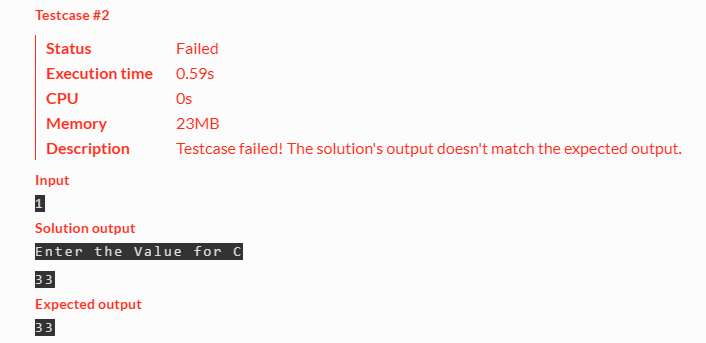 Testcase #2
Status Failed
Execution time 0.59s
CPU 0s
Memory 23MB
Description Testcase failed! The solution's output doesn't match the expected output.
Input
1
Solution output
Enter the Value for C
33
Expected output
33